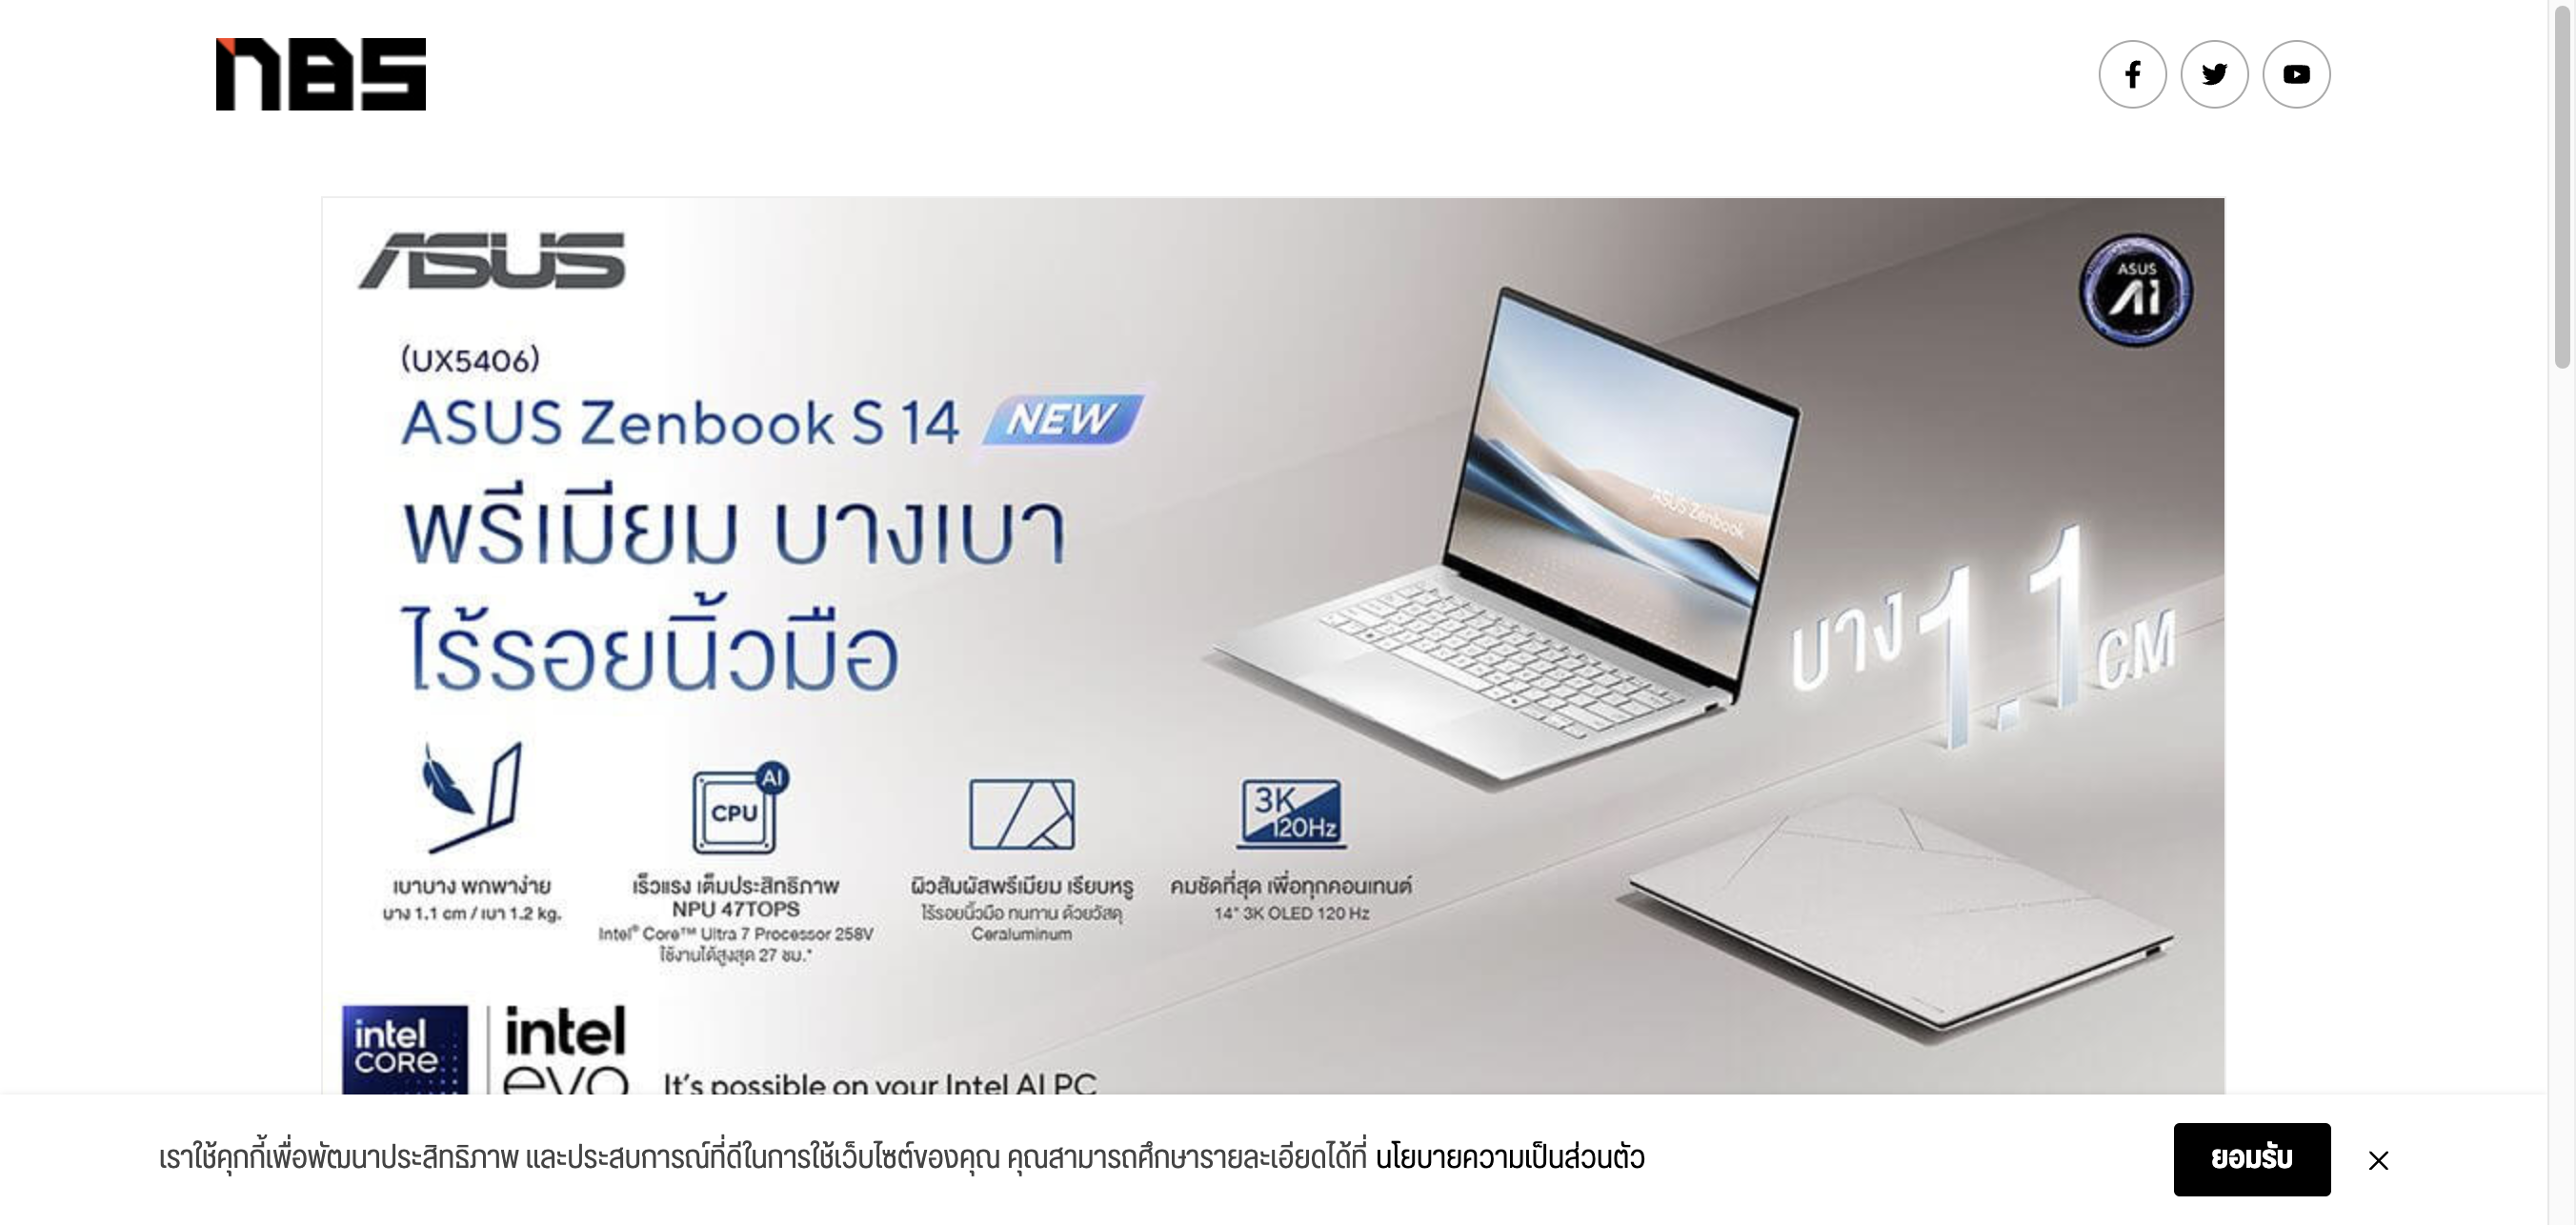 nbs
ASUS
ASUS
AI
(UX5406)
ASUS Zenbook S 14 NEW
พรีเมียม บางเบา
ไร้รอยนิ้วมือ
ASUS Zenbook
บาง 1.1 CM
AI
CPU
3K
120Hz
เบาบาง พกพาง่าย
บาง 1.1 cm / เบา 1.2 kg.
เร็วแรง เต็มประสิทธิภาพ
NPU 47TOPS
Intel® Core™ Ultra 7 Processor 258V
ใช้งานได้สูงสุด 27 ชม.*
ผิวสัมผัสพรีเมียม เรียบหรู
ไร้รอยนิ้วมือ ทนทาน ด้วยวัสดุ
Ceraluminum
คมชัดที่สุด เพื่อทุกคอนเทนต์
14" 3K OLED 120 Hz
intel
CORE
intel
evo
It's possible on your Intel AI PC
เราใช้คุกกี้เพื่อพัฒนาประสิทธิภาพ และประสบการณ์ที่ดีในการใช้เว็บไซต์ของคุณ คุณสามารถศึกษารายละเอียดได้ที่ นโยบายความเป็นส่วนตัว
ยอมรับ